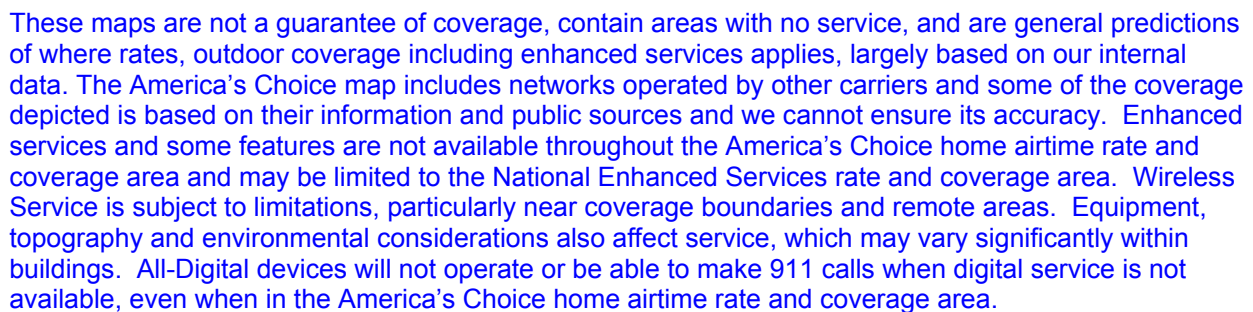 These maps are not a guarantee of coverage, contain areas with no service, and are general predictions
of where rates, outdoor coverage including enhanced services applies, largely based on our internal
data. The America’s Choice map includes networks operated by other carriers and some of the coverage
depicted is based on their information and public sources and we cannot ensure its accuracy.  Enhanced
services and some features are not available throughout the America’s Choice home airtime rate and
coverage area and may be limited to the National Enhanced Services rate and coverage area.  Wireless
Service is subject to limitations, particularly near coverage boundaries and remote areas.  Equipment,
topography and environmental considerations also affect service, which may vary significantly within
buildings.  All-Digital devices will not operate or be able to make 911 calls when digital service is not
available, even when in the America’s Choice home airtime rate and coverage area.